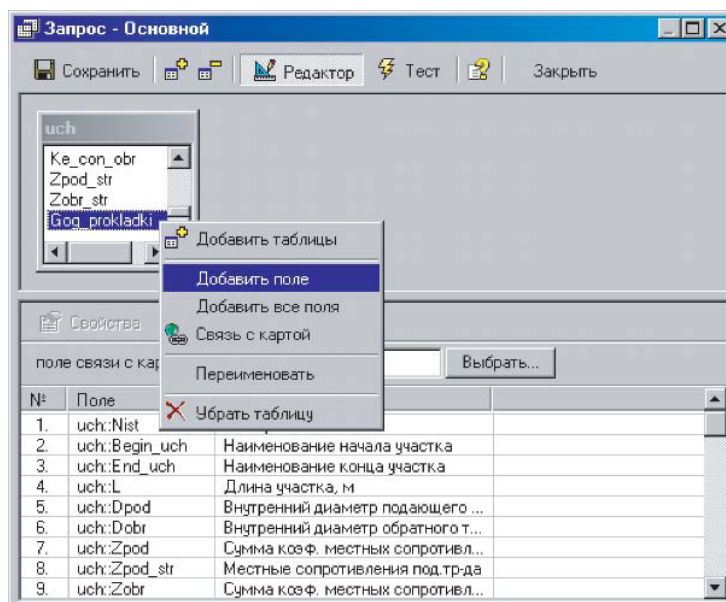 Запрос - Основной
Сохранить Редактор Тест Закрыть
uch
Ke_con_obr
Zpod_str
Zobr_str
Gog_prokladki
Добавить таблицы
Добавить поле
Добавить все поля
Связь с картой
Переименовать
Убрать таблицу
Свойства
поле связи с кар Выбрать...
№ Поле
1. uch::Nist
2. uch::Begin_uch Наименование начала участка
3. uch::End_uch Наименование конца участка
4. uch::L Длина участка, м
5. uch::Dpod Внутренний диаметр подающего ...
6. uch::Dobr Внутренний диаметр обратного т...
7. uch::Zpod Сумма коэф. местных сопротивл...
8. uch::Zpod_str Местные сопротивления под.тр-да
9. uch::Zobr Сумма коэф. местных сопротивл...